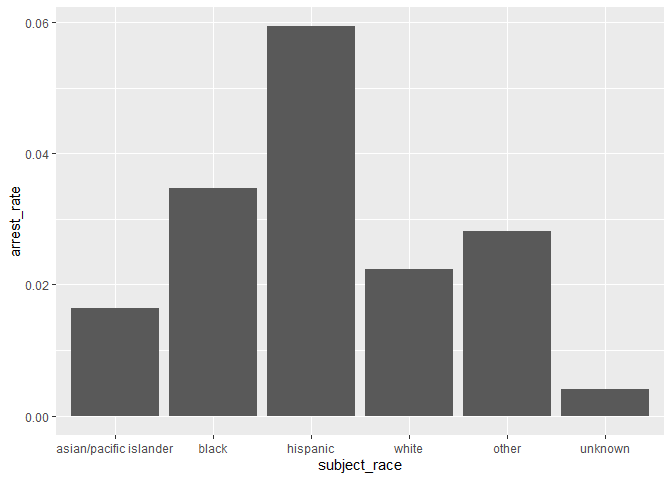 0.06
0.04
0.02
0.00
arrest_rate
asian/pacific islander black hispanic white other unknown
subject_race